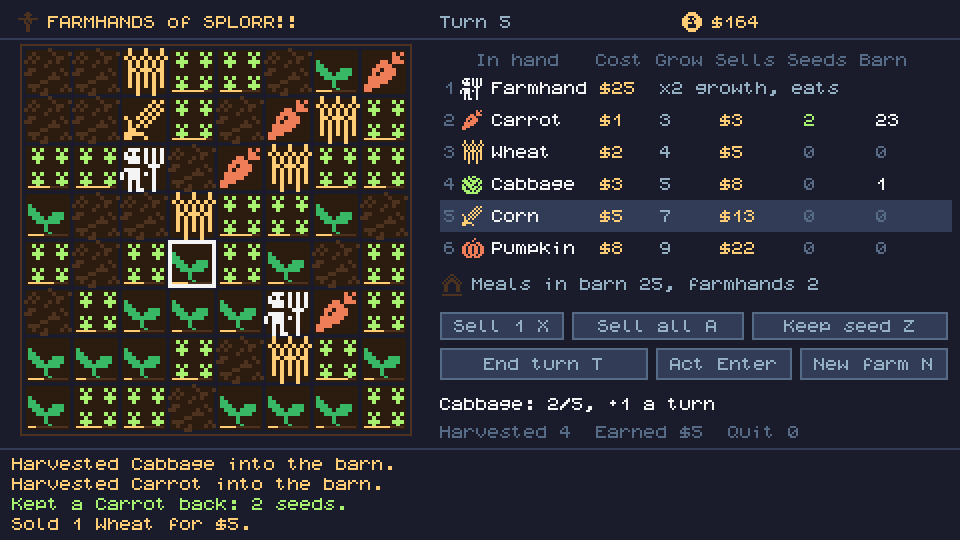 FARMHANDS of SPLORR!! Turn 5 $164
In hand Cost Grow Sells Seeds Barn
1 Farmhand $25 x2 growth, eats
2 Carrot $1 3 $3 2 23
3 Wheat $2 4 $5 0 0
4 Cabbage $3 5 $8 0 1
5 Corn $5 7 $13 0 0
6 Pumpkin $8 9 $22 0 0
Meals in barn 25, farmhands 2
Sell 1 X Sell all A Keep seed Z
End turn T Act Enter New farm N
Cabbage: 2/5, +1 a turn
Harvested 4 Earned $5 Quit 0
Harvested Cabbage into the barn.
Harvested Carrot into the barn.
Kept a Carrot back: 2 seeds.
Sold 1 Wheat for $5.